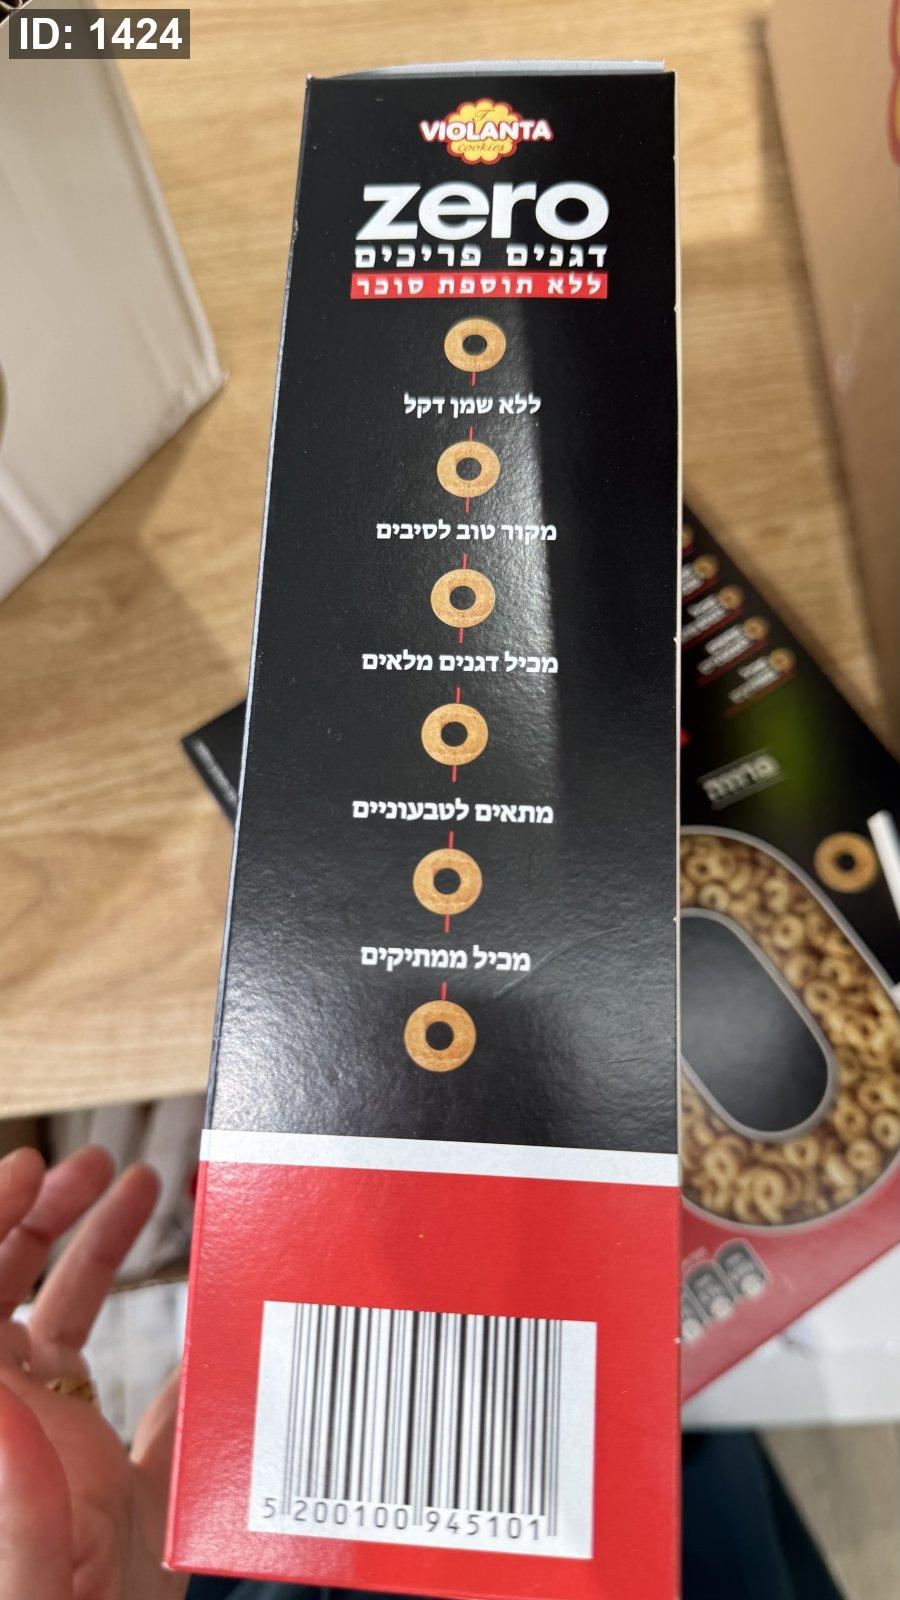 ID: 1424
VIOLANTA
cookies
zero
דגנים פריכים
ללא תוספת סוכר
ללא שמן דקל
מקור טוב לסיבים
מכיל דגנים מלאים
מתאים לטבעוניים
מכיל ממתיקים
פרווה
5 200100 945101